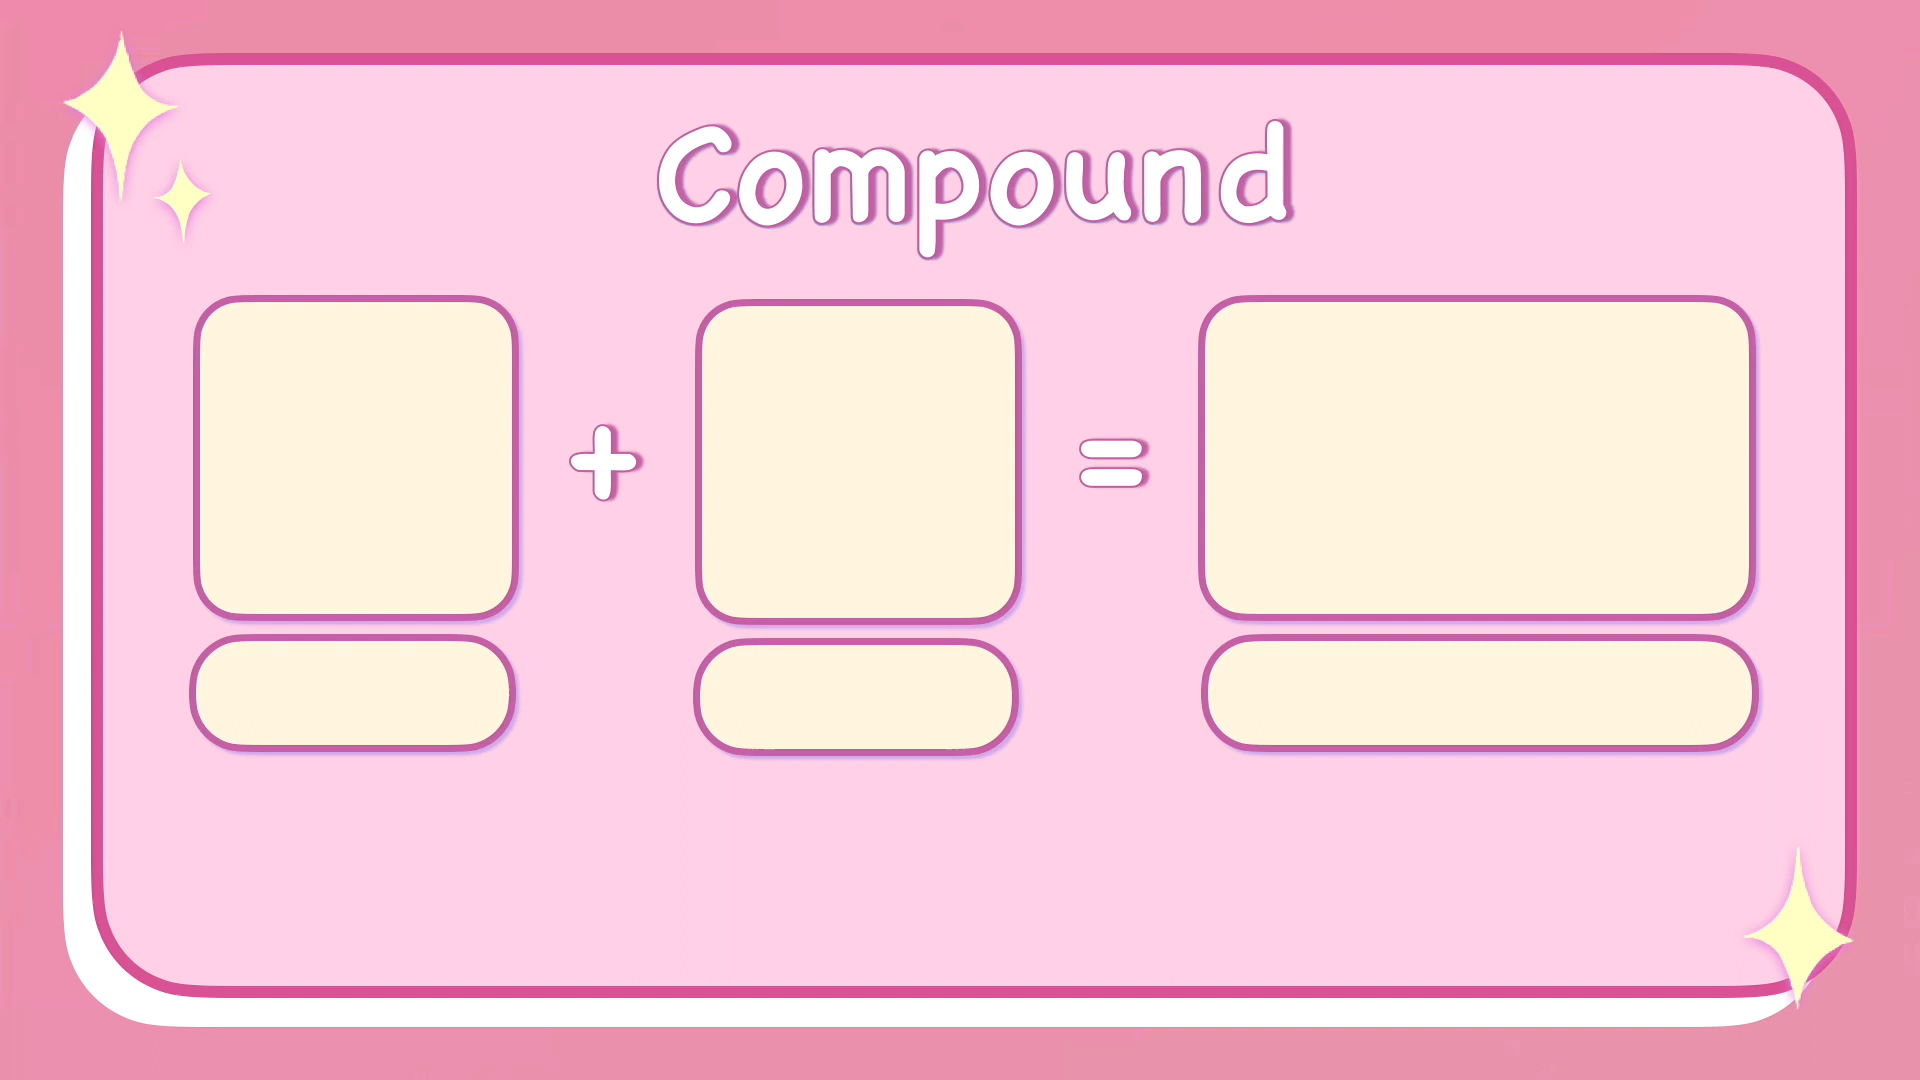 Compound
+ =